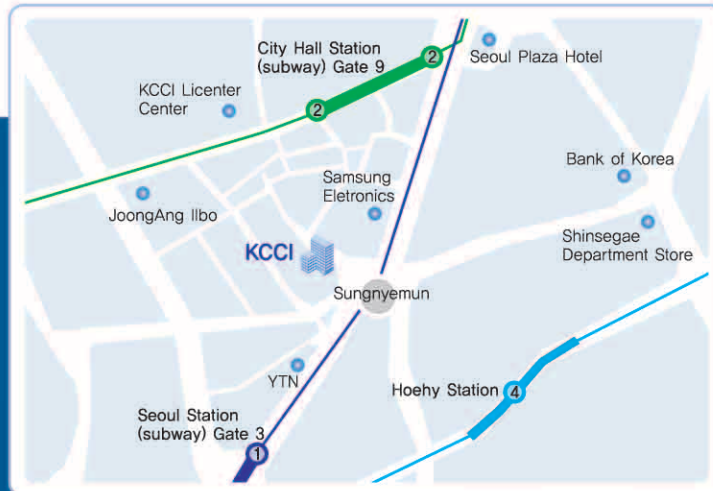 City Hall Station
(subway) Gate 9
2
Seoul Plaza Hotel
KCCI Licenter
Center
2
Bank of Korea
Samsung
Eletronics
JoongAng Ilbo
Shinsegae
Department Store
KCCI
Sungnyemun
YTN
Hoehy Station
4
Seoul Station
(subway) Gate 3
1